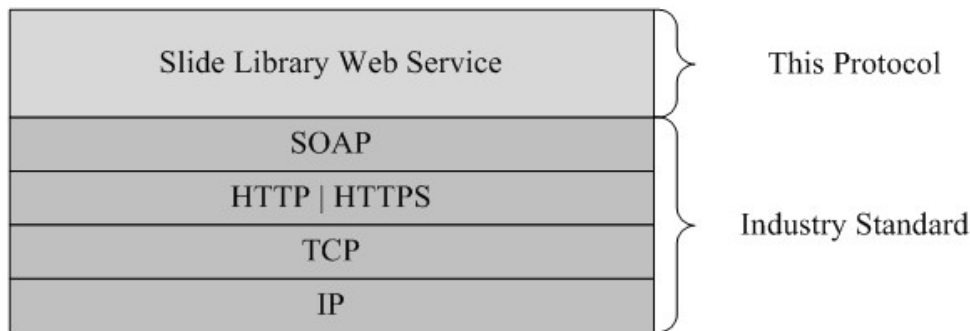 Slide Library Web Service
This Protocol
SOAP
HTTP | HTTPS
TCP
IP
Industry Standard